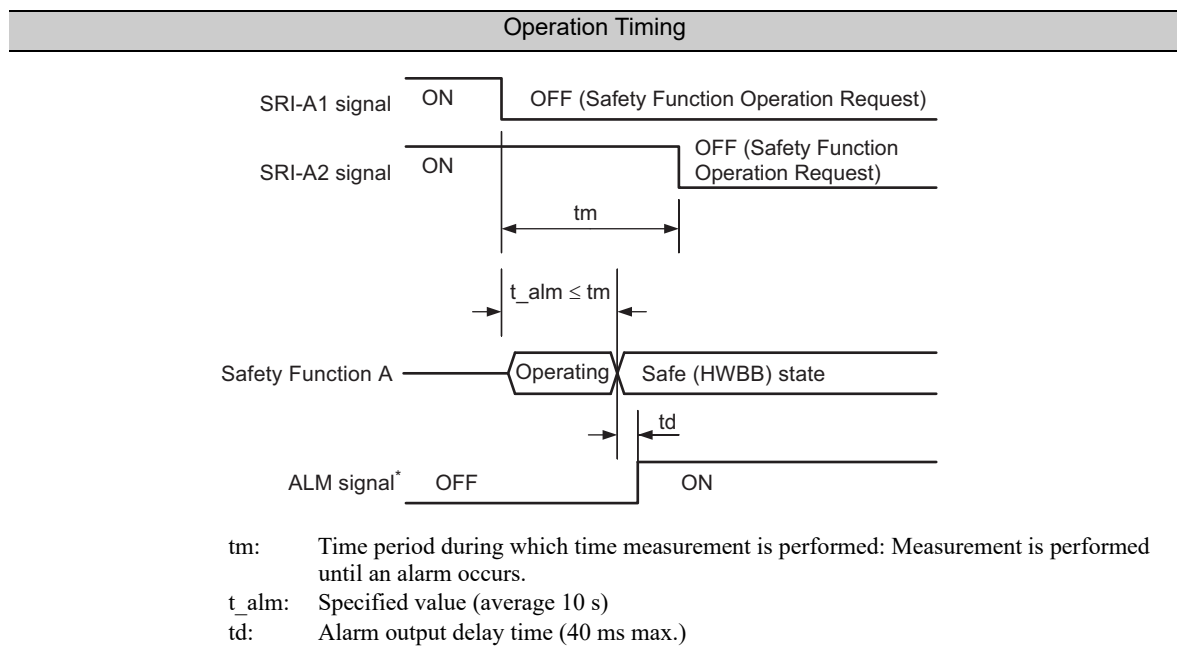 Operation Timing
SRI-A1 signal ON OFF (Safety Function Operation Request)
SRI-A2 signal ON OFF (Safety Function
Operation Request)
tm
t_alm ≤ tm
Safety Function A Operating Safe (HWBB) state
td
ALM signal* OFF ON
tm: Time period during which time measurement is performed: Measurement is performed
until an alarm occurs.
t_alm: Specified value (average 10 s)
td: Alarm output delay time (40 ms max.)